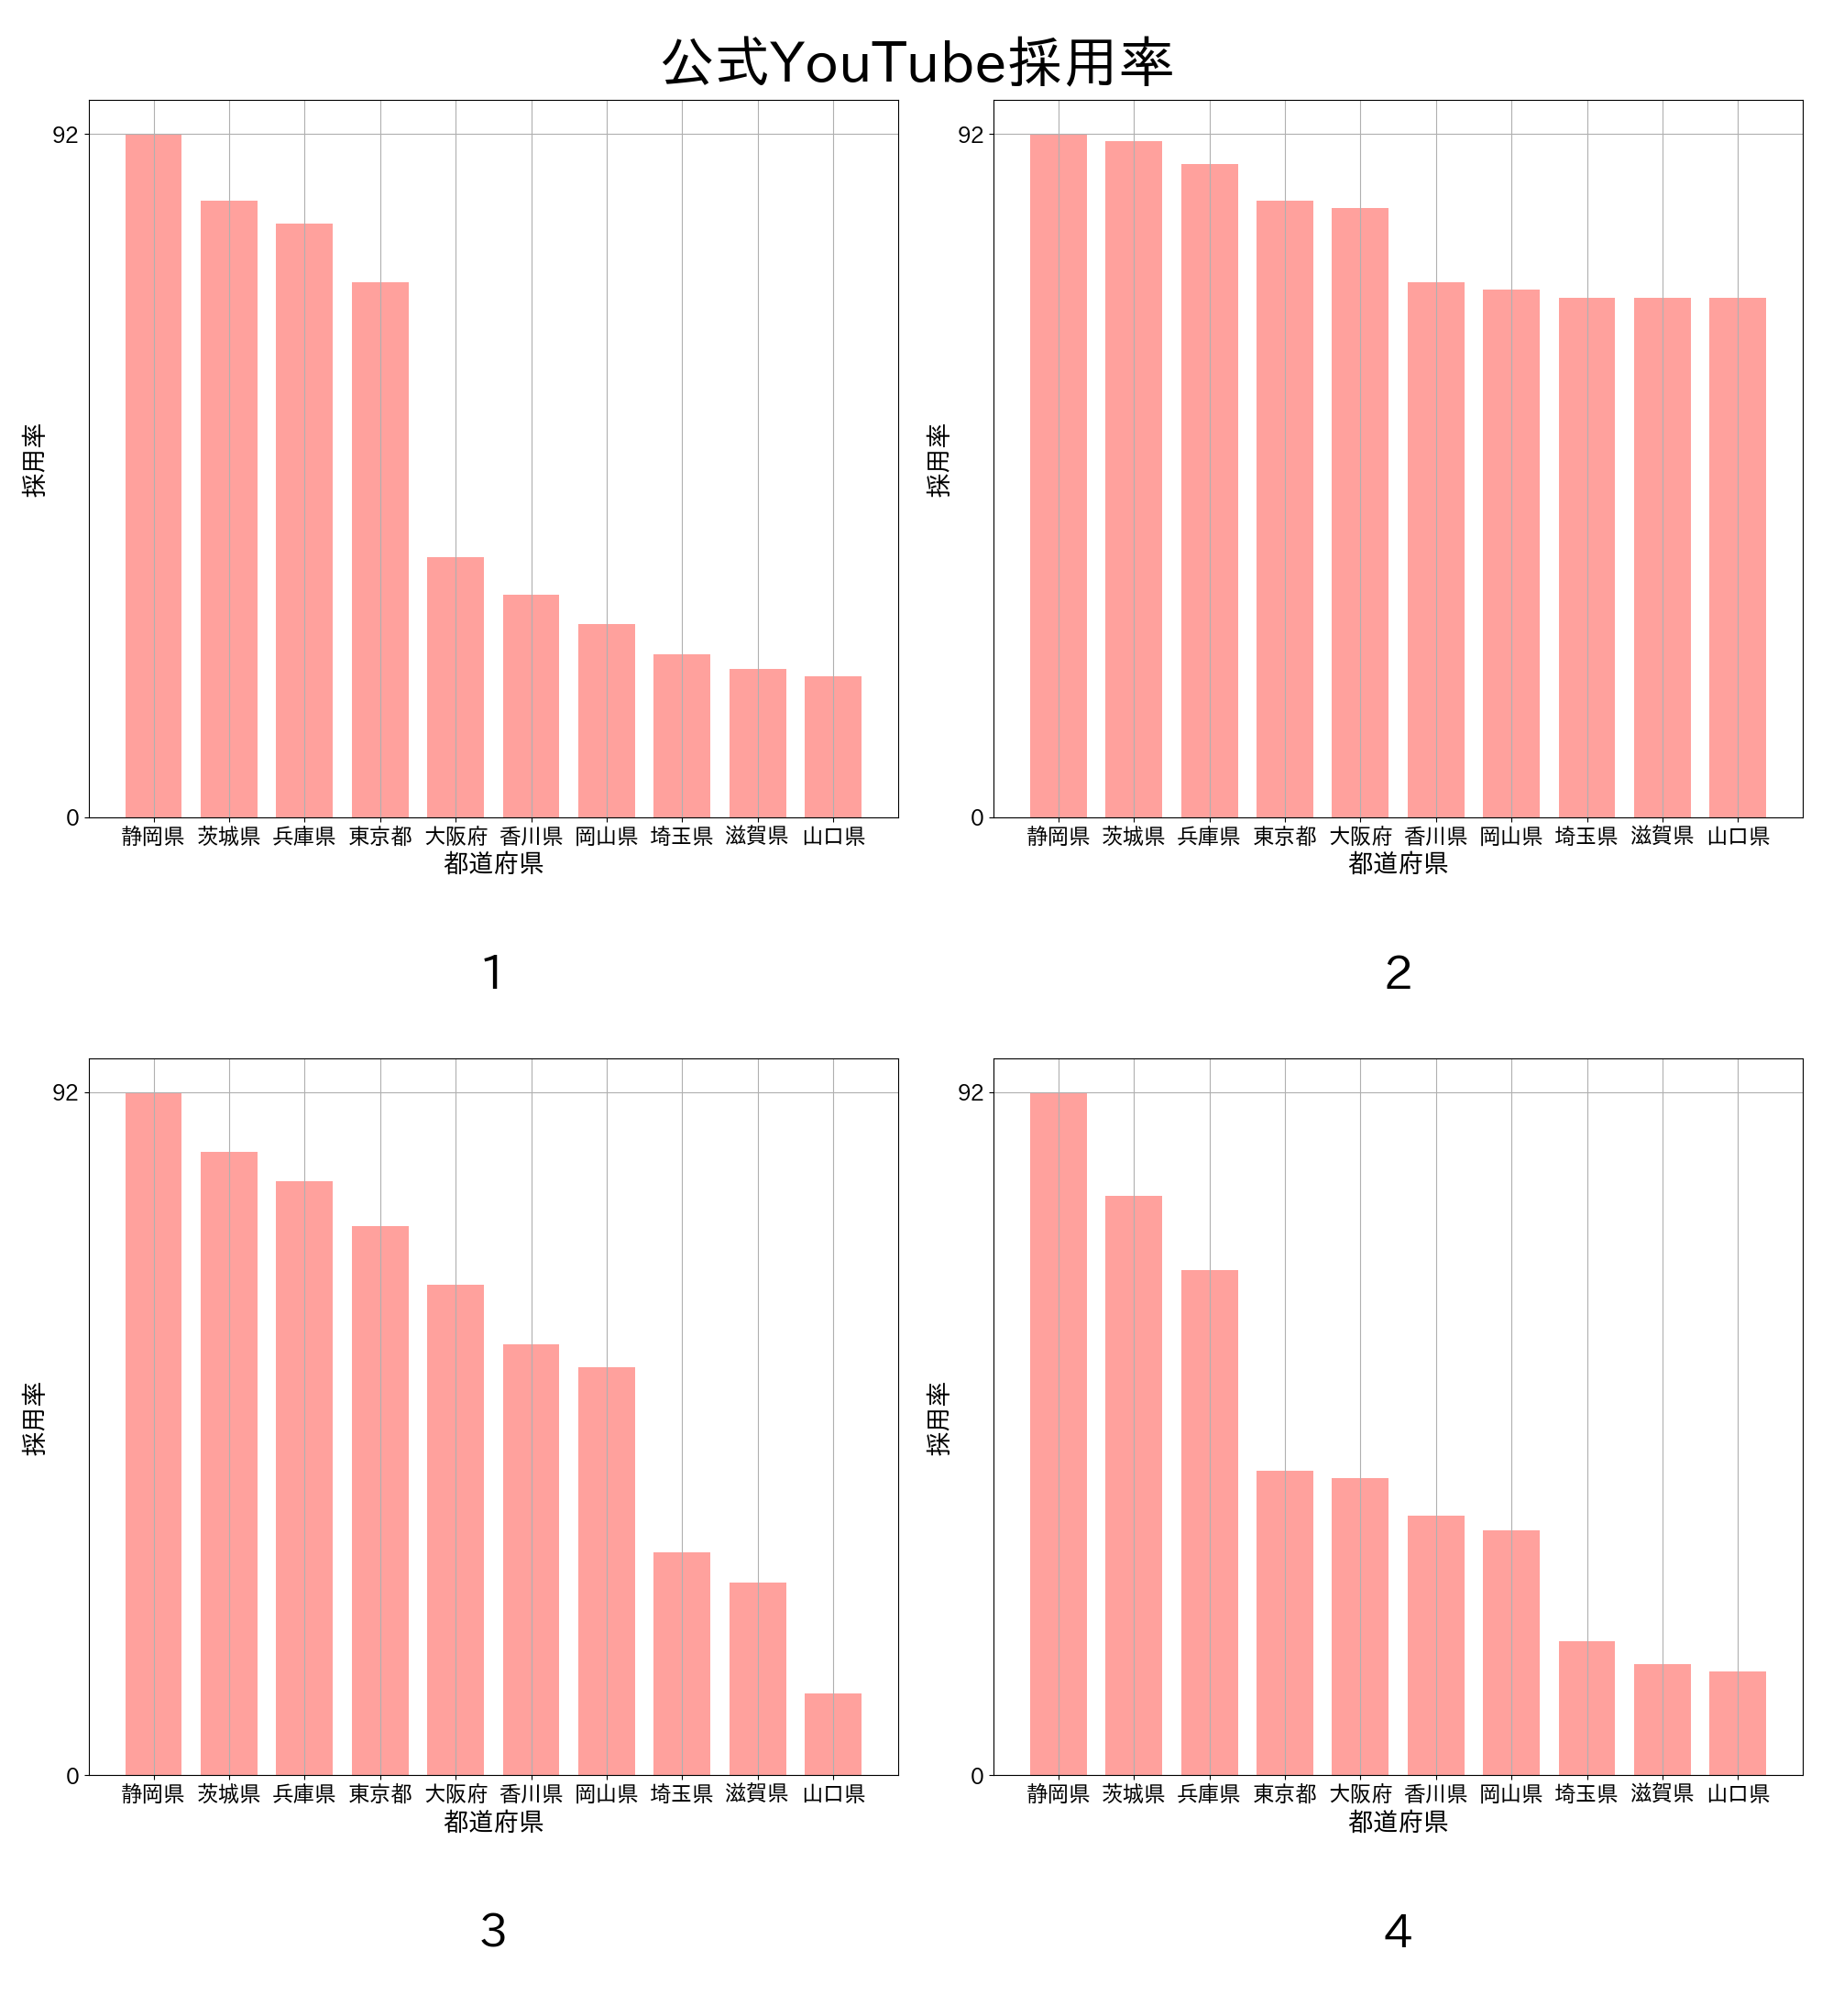 公式YouTube採用率
92
採用率
0
静岡県 茨城県 兵庫県 東京都 大阪府 香川県 岡山県 埼玉県 滋賀県 山口県
都道府県
1
92
採用率
0
静岡県 茨城県 兵庫県 東京都 大阪府 香川県 岡山県 埼玉県 滋賀県 山口県
都道府県
2
92
採用率
0
静岡県 茨城県 兵庫県 東京都 大阪府 香川県 岡山県 埼玉県 滋賀県 山口県
都道府県
3
92
採用率
0
静岡県 茨城県 兵庫県 東京都 大阪府 香川県 岡山県 埼玉県 滋賀県 山口県
都道府県
4